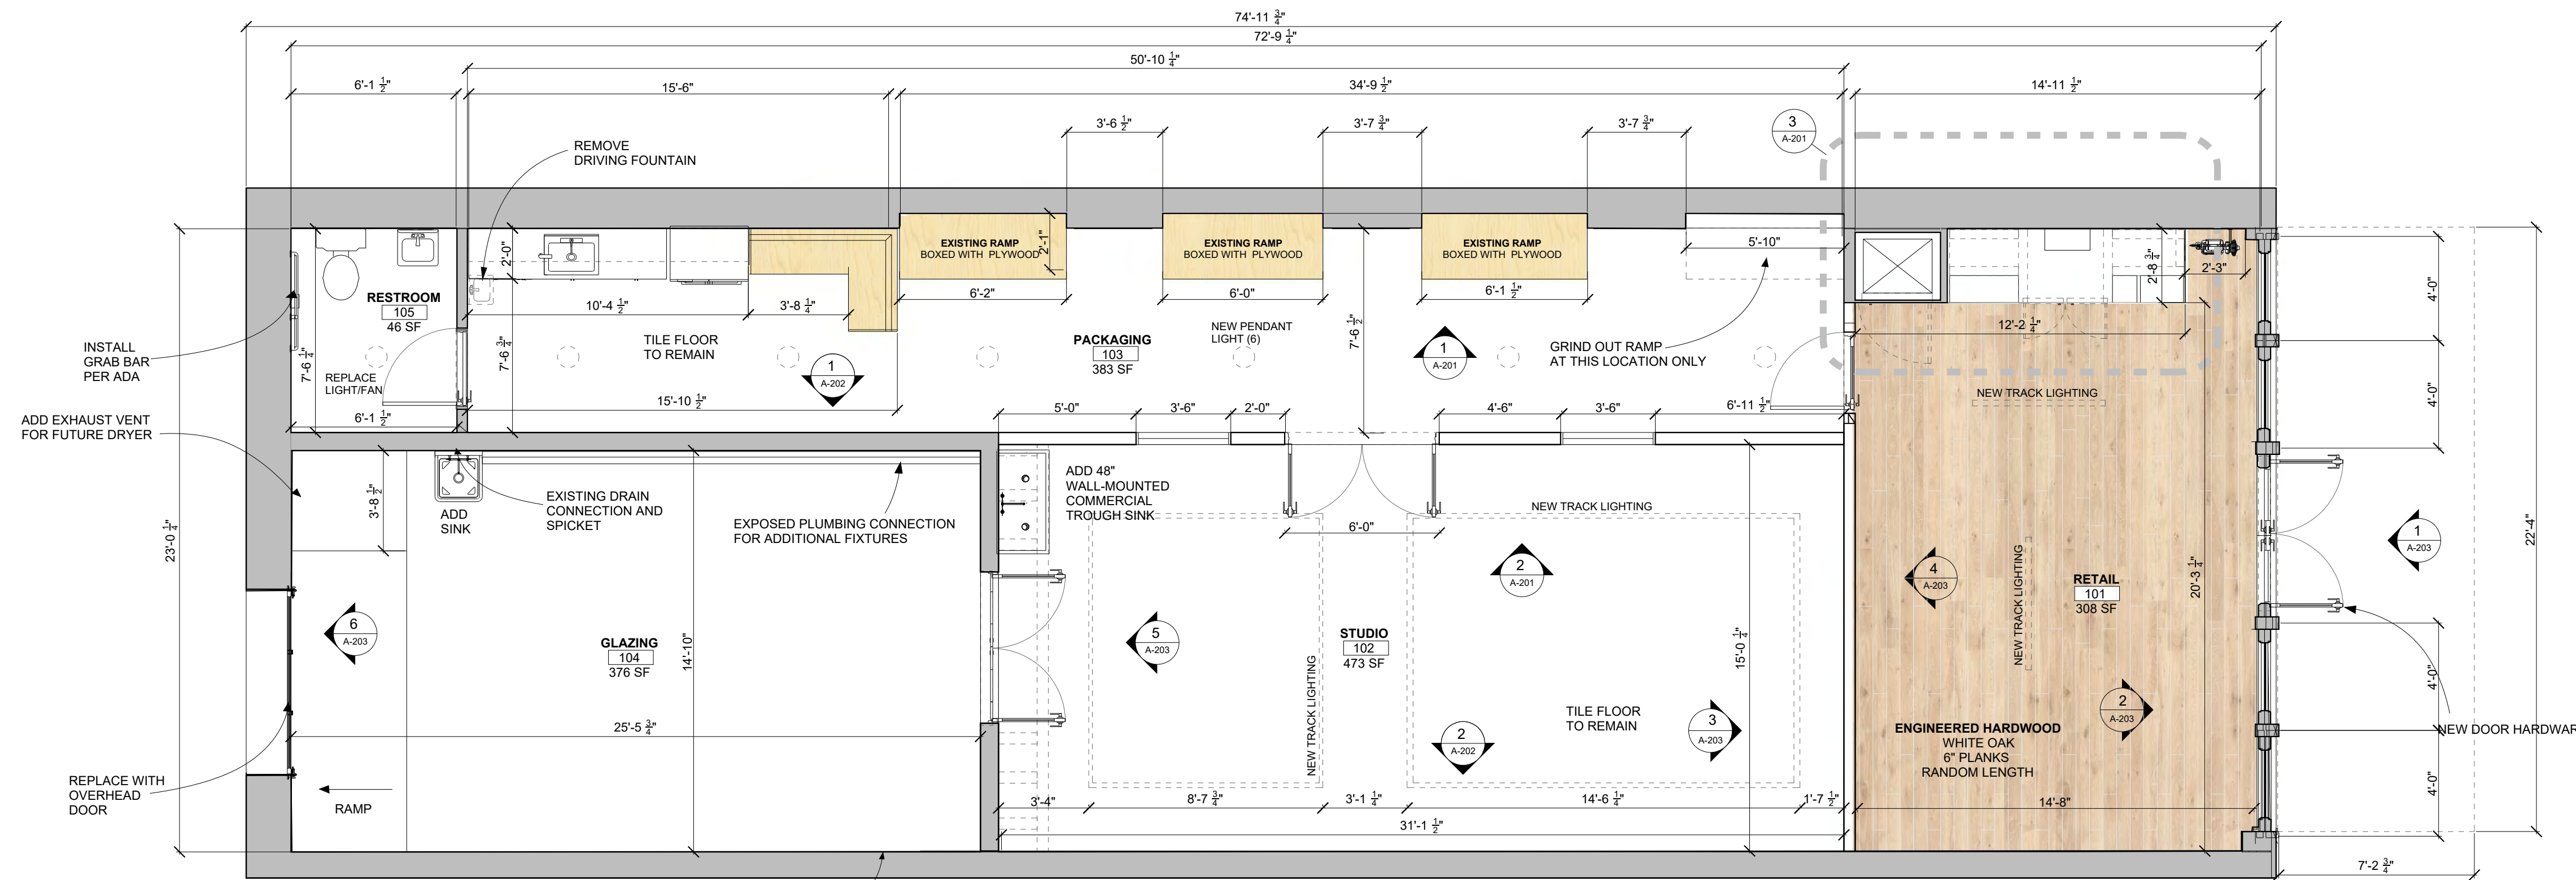 74'-11 3/4"
72'-9 1/4"
50'-10 1/4"
6'-1 1/2"
15'-6"
34'-9 1/2"
14'-11 1/2"
3'-6 1/2"
3'-7 3/4"
3'-7 3/4"
3
A-201
REMOVE
DRIVING FOUNTAIN
2'-0"
EXISTING RAMP
BOXED WITH PLYWOOD
2'-1"
EXISTING RAMP
BOXED WITH PLYWOOD
EXISTING RAMP
BOXED WITH PLYWOOD
5'-10"
2'-8 3/4"
2'-3"
4'-0"
RESTROOM
105
46 SF
6'-2"
6'-0"
6'-1 1/2"
10'-4 1/2"
3'-8 1/4"
12'-2 1/4"
INSTALL
GRAB BAR
PER ADA
7'-6 1/4"
REPLACE
LIGHT/FAN
7'-6 3/4"
TILE FLOOR
TO REMAIN
1
A-202
PACKAGING
103
383 SF
NEW PENDANT
LIGHT (6)
7'-6 1/2"
1
A-201
GRIND OUT RAMP
AT THIS LOCATION ONLY
NEW TRACK LIGHTING
4'-0"
6'-1 1/2"
15'-10 1/2"
5'-0"
3'-6"
2'-0"
4'-6"
3'-6"
6'-11 1/2"
ADD EXHAUST VENT
FOR FUTURE DRYER
23'-0 1/4"
3'-8 1/2"
ADD
SINK
EXISTING DRAIN
CONNECTION AND
SPICKET
EXPOSED PLUMBING CONNECTION
FOR ADDITIONAL FIXTURES
ADD 48"
WALL-MOUNTED
COMMERCIAL
TROUGH SINK
6'-0"
NEW TRACK LIGHTING
22'-4"
1
A-203
2
A-201
4
A-203
NEW TRACK LIGHTING
RETAIL
101
308 SF
20'-3 1/4"
6
A-203
GLAZING
104
376 SF
14'-10"
5
A-203
STUDIO
102
473 SF
15'-0 1/4"
NEW TRACK LIGHTING
4'-0"
25'-5 3/4"
2
A-202
TILE FLOOR
TO REMAIN
3
A-203
2
A-203
ENGINEERED HARDWOOD
WHITE OAK
6" PLANKS
RANDOM LENGTH
NEW DOOR HARDWAR
4'-0"
REPLACE WITH
OVERHEAD
DOOR
RAMP
3'-4"
8'-7 3/4"
3'-1 1/4"
14'-6 1/4"
1'-7 1/2"
14'-8"
31'-1 1/2"
7'-2 3/4"